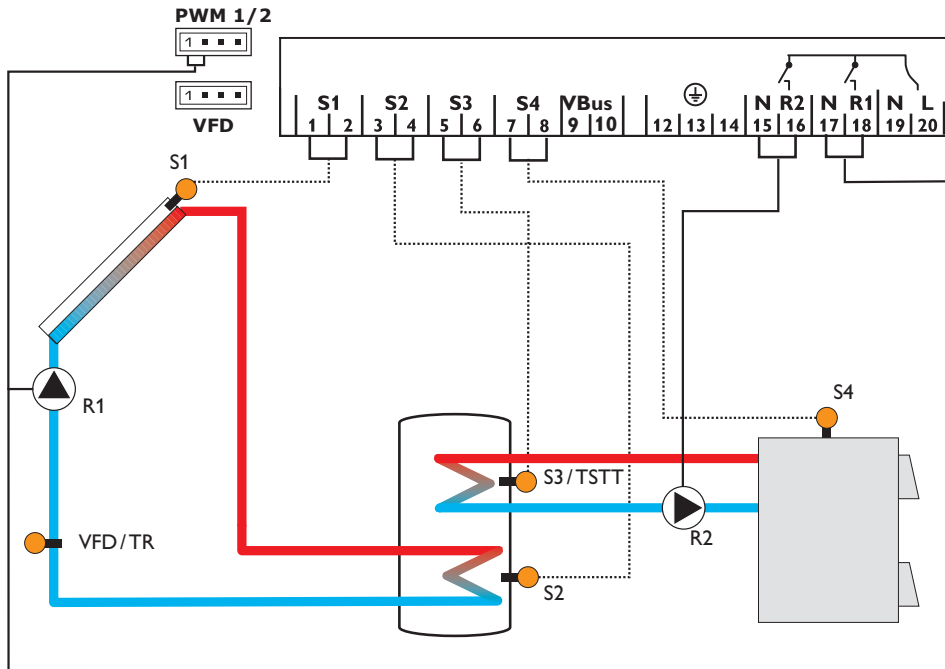 PWM 1/2
1
1
VFD
S1 S2 S3 S4 VBus N R2 N R1 N L
1 2 3 4 5 6 7 8 9 10 12 13 14 15 16 17 18 19 20
S1
R1
VFD/TR
S3/TSTT
S2
R2
S4